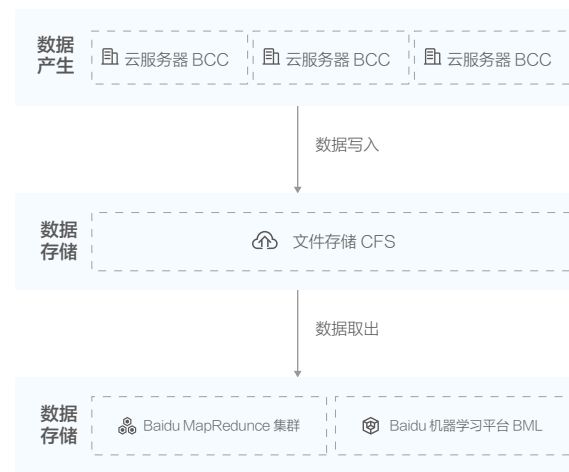 数据
产生
云服务器 BCC
云服务器 BCC
云服务器 BCC
数据写入
数据
存储
文件存储 CFS
数据取出
数据
存储
Baidu MapRedunce 集群
Baidu 机器学习平台 BML